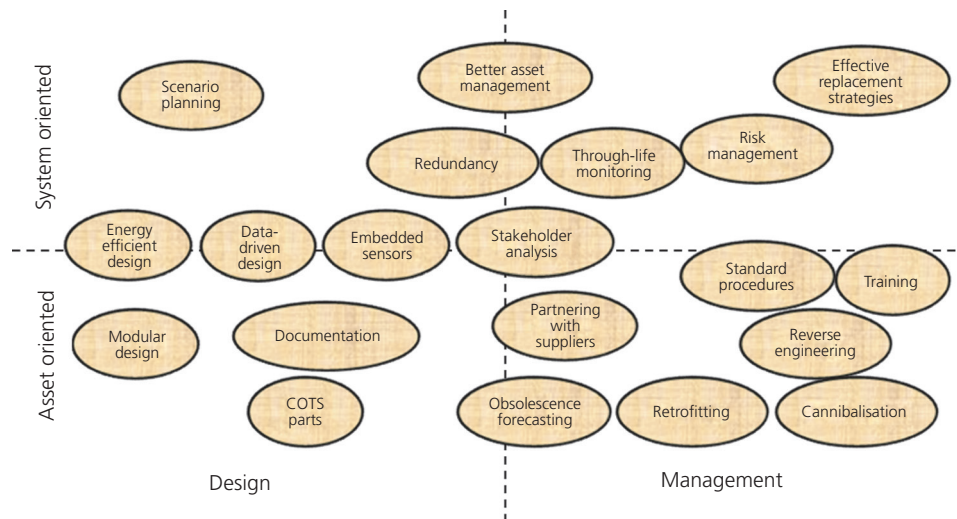 System oriented
Scenario
planning
Better asset
management
Effective
replacement
strategies
Redundancy
Through-life
monitoring
Risk
management
Energy
efficient
design
Data-
driven
design
Embedded
sensors
Stakeholder
analysis
Asset oriented
Standard
procedures
Training
Modular
design
Documentation
Partnering
with
suppliers
Reverse
engineering
COTS
parts
Obsolescence
forecasting
Retrofitting
Cannibalisation
Design
Management